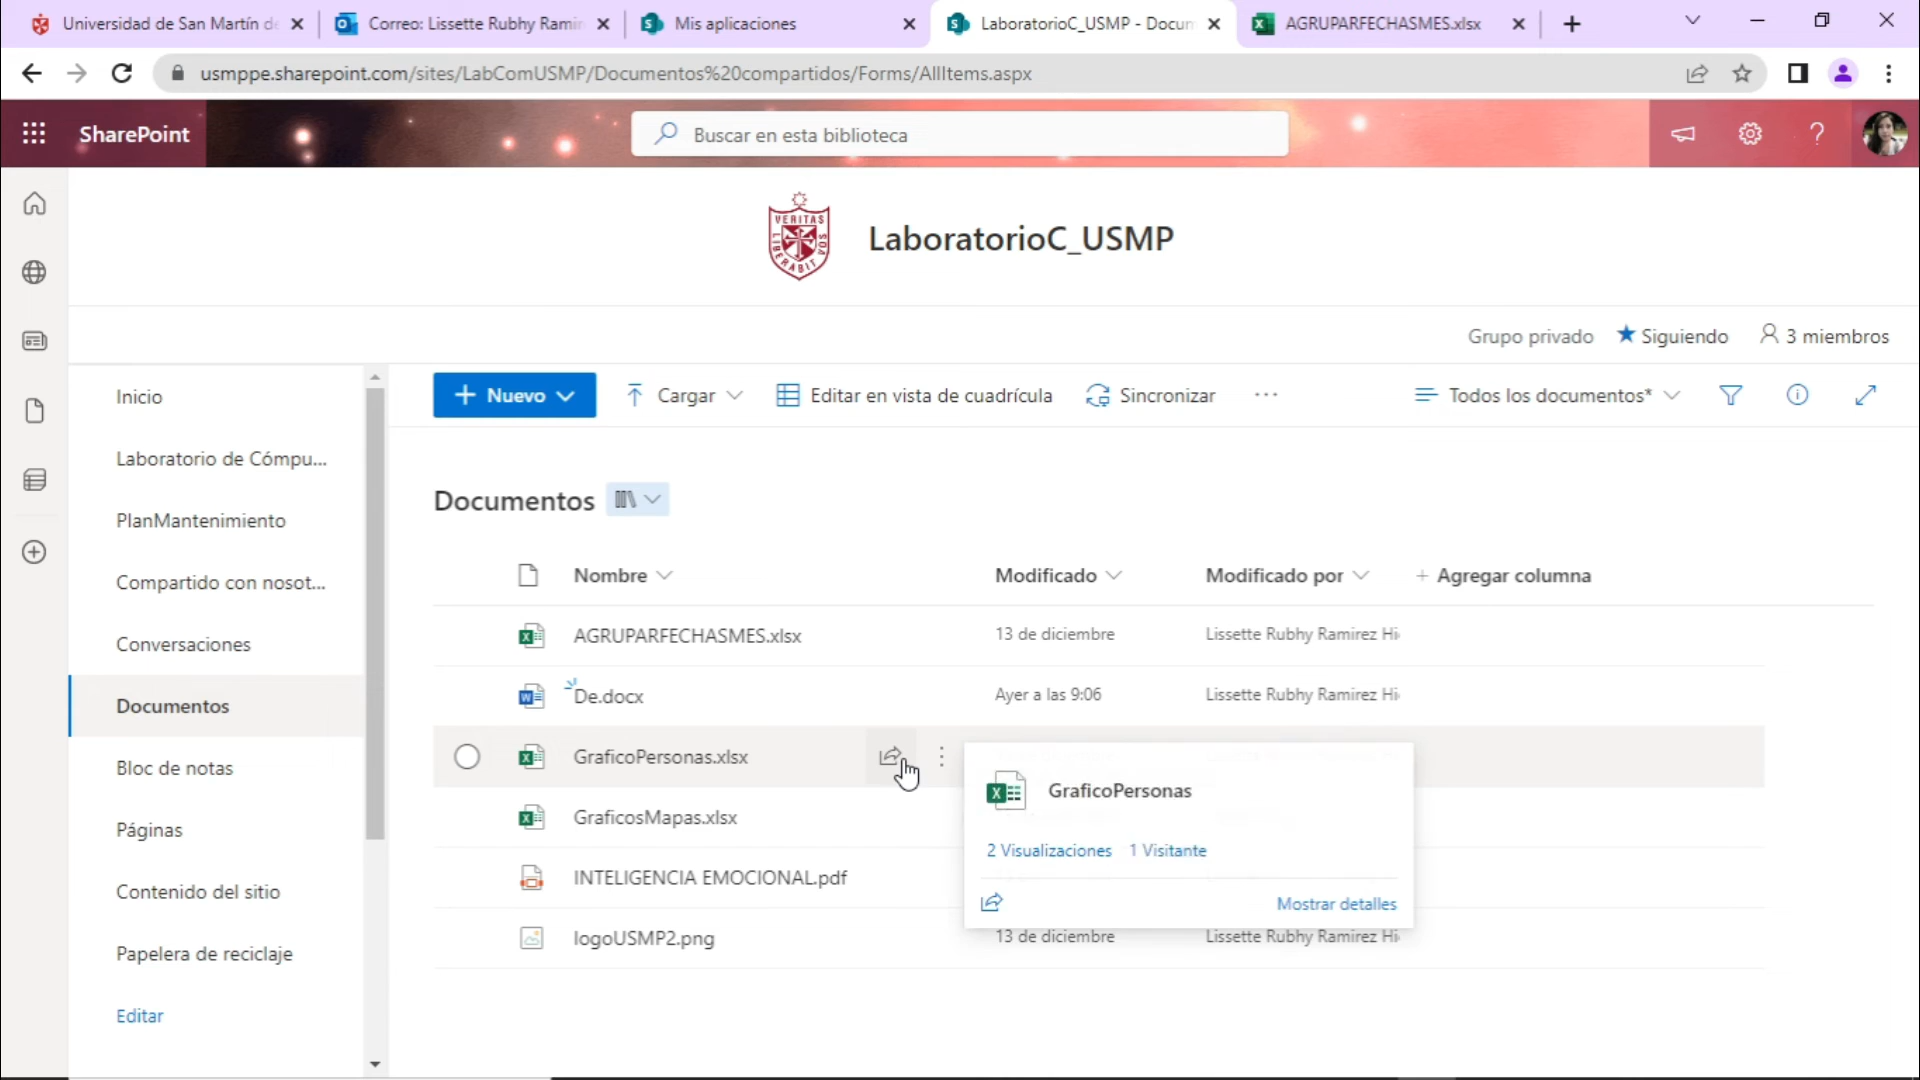 Universidad de San Martín de
Correo: Lissette Rubhy Ramir
Mis aplicaciones
LaboratorioC_USMP - Docum
AGRUPARFECHASMES.xlsx
usmppe.sharepoint.com/sites/LabComUSMP/Documentos%20compartidos/Forms/AllItems.aspx
SharePoint
Buscar en esta biblioteca
VERITAS
LIBERABIT VOS
LaboratorioC_USMP
Grupo privado
Siguiendo
3 miembros
Inicio
Laboratorio de Cómpu...
PlanMantenimiento
Compartido con nosot...
Conversaciones
Documentos
Bloc de notas
Páginas
Contenido del sitio
Papelera de reciclaje
Editar
Nuevo
Cargar
Editar en vista de cuadrícula
Sincronizar
Todos los documentos*
Documentos
Nombre
Modificado
Modificado por
Agregar columna
AGRUPARFECHASMES.xlsx
13 de diciembre
Lissette Rubhy Ramirez Hi
De.docx
Ayer a las 9:06
Lissette Rubhy Ramirez Hi
GraficoPersonas.xlsx
GraficosMapas.xlsx
INTELIGENCIA EMOCIONAL.pdf
logoUSMP2.png
13 de diciembre
Lissette Rubhy Ramirez Hi
GraficoPersonas
2 Visualizaciones
1 Visitante
Mostrar detalles